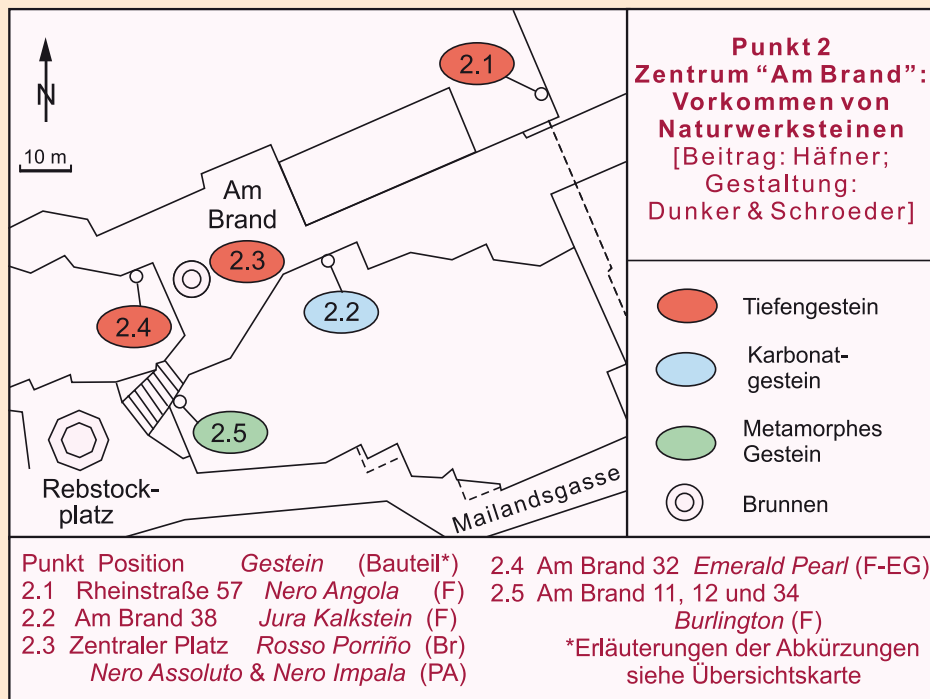 N
10 m
Am
Brand
2.1
2.3
2.2
2.4
2.5
Rebstock-
platz
Mailandsgasse
Punkt 2
Zentrum “Am Brand”:
Vorkommen von
Naturwerksteinen
[Beitrag: Häfner;
Gestaltung:
Dunker & Schroeder]
Tiefengestein
Karbonat-
gestein
Metamorphes
Gestein
Brunnen
Punkt Position Gestein (Bauteil*)
2.1 Rheinstraße 57 Nero Angola (F)
2.2 Am Brand 38 Jura Kalkstein (F)
2.3 Zentraler Platz Rosso Porriño (Br)
Nero Assoluto & Nero Impala (PA)
2.4 Am Brand 32 Emerald Pearl (F-EG)
2.5 Am Brand 11, 12 und 34
Burlington (F)
*Erläuterungen der Abkürzungen
siehe Übersichtskarte